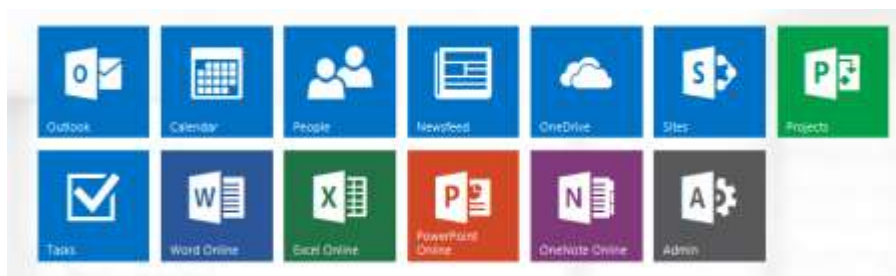 Outlook
Calendar
People
Newsfeed
OneDrive
Sites
Projects
Tasks
Word Online
Excel Online
PowerPoint
Online
OneNote Online
Admin